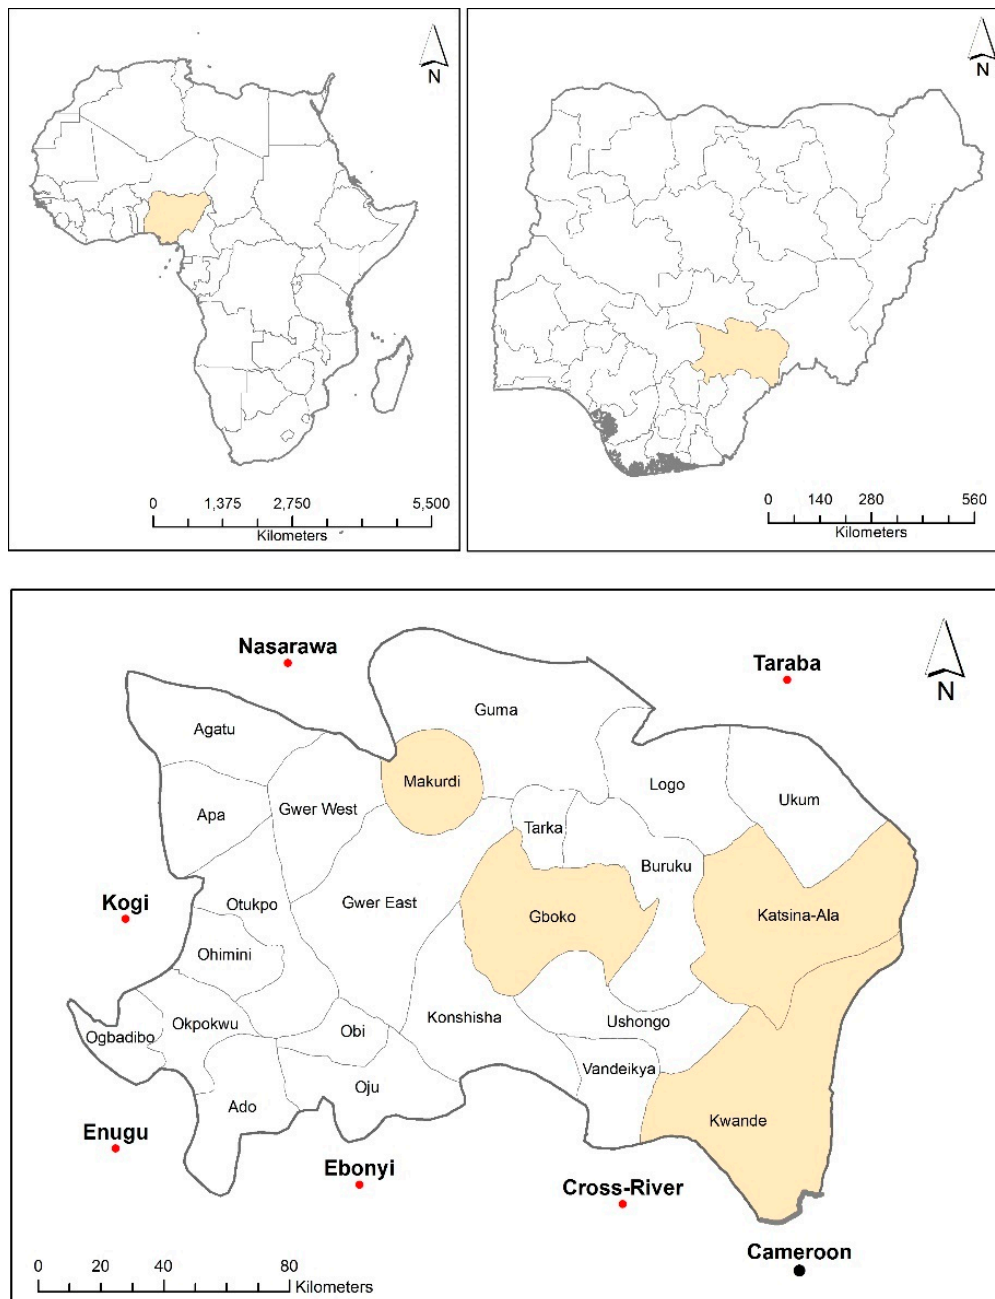 N
0 1,375 2,750 5,500
Kilometers
N
0 140 280 560
Kilometers
Nasarawa
Taraba
N
Guma
Agatu
Makurdi
Logo
Ukum
Gwer West
Apa
Tarka
Buruku
Kogi
Otukpo
Gwer East
Gboko
Katsina-Ala
Ohimini
Ogbadibo
Okpokwu
Obi
Konshisha
Ushongo
Vandeikya
Oju
Ado
Kwande
Enugu
Ebonyi
Cross-River
Cameroon
0 20 40 60 80
Kilometers